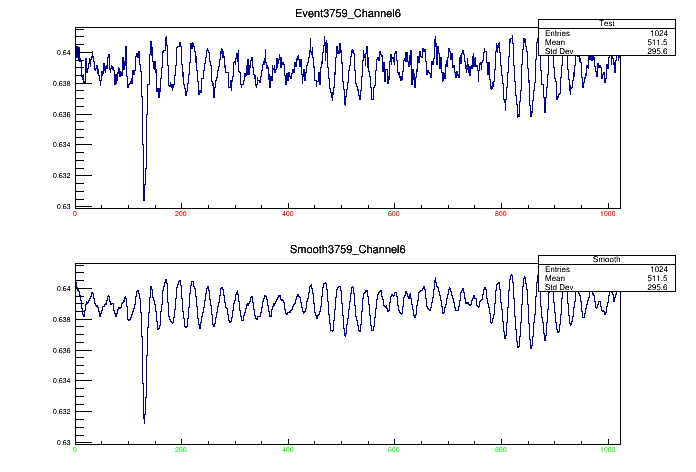 Event3759_Channel6
Test
Entries 1024
Mean 511.5
Std Dev 295.6
0.64
0.638
0.636
0.634
0.632
0.63
0 200 400 600 800 1000
Smooth3759_Channel6
Smooth
Entries 1024
Mean 511.5
Std Dev 295.6
0.64
0.638
0.636
0.634
0.632
0.63
0 200 400 600 800 1000